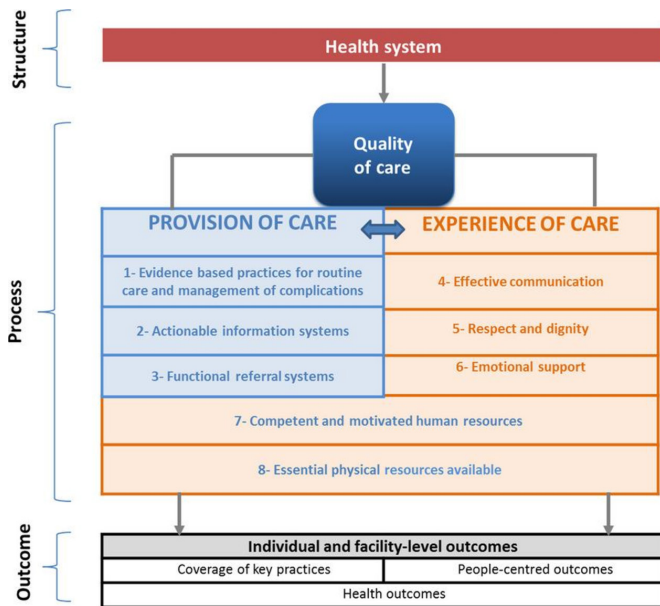 Structure
Health system
Process
Quality
of care
PROVISION OF CARE
EXPERIENCE OF CARE
1- Evidence based practices for routine
care and management of complications
4- Effective communication
2- Actionable information systems
5- Respect and dignity
3- Functional referral systems
6- Emotional support
7- Competent and motivated human resources
8- Essential physical resources available
Outcome
Individual and facility-level outcomes
Coverage of key practices
People-centred outcomes
Health outcomes